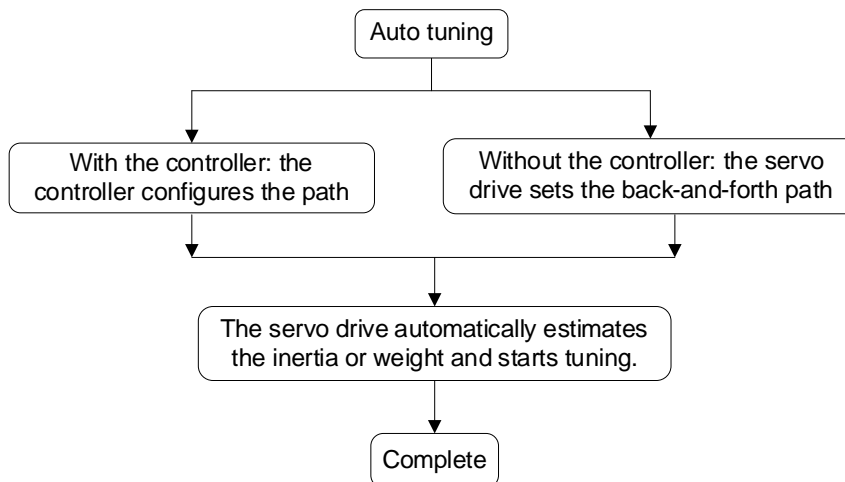 Auto tuning
With the controller: the
controller configures the path
Without the controller: the servo
drive sets the back-and-forth path
The servo drive automatically estimates
the inertia or weight and starts tuning.
Complete